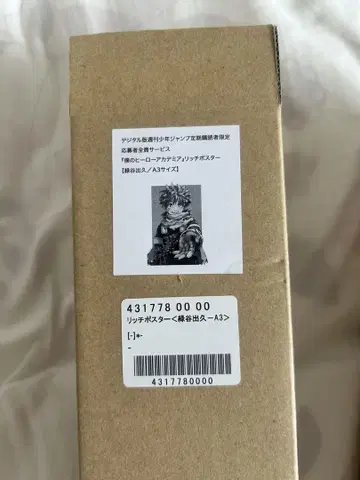 デジタル版週刊少年ジャンプ定期購読者限定
応募者全員サービス
『僕のヒーローアカデミア』リッチポスター
【緑谷出久／A3サイズ】
431778 00 00
リッチポスター<緑谷出久－A3>
[-]*-
-
4317780000